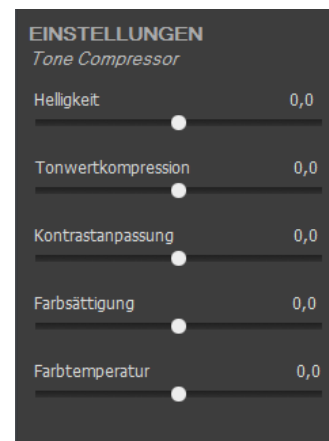 EINSTELLUNGEN
Tone Compressor
Helligkeit 0,0
Tonwertkompression 0,0
Kontrastanpassung 0,0
Farbsättigung 0,0
Farbtemperatur 0,0